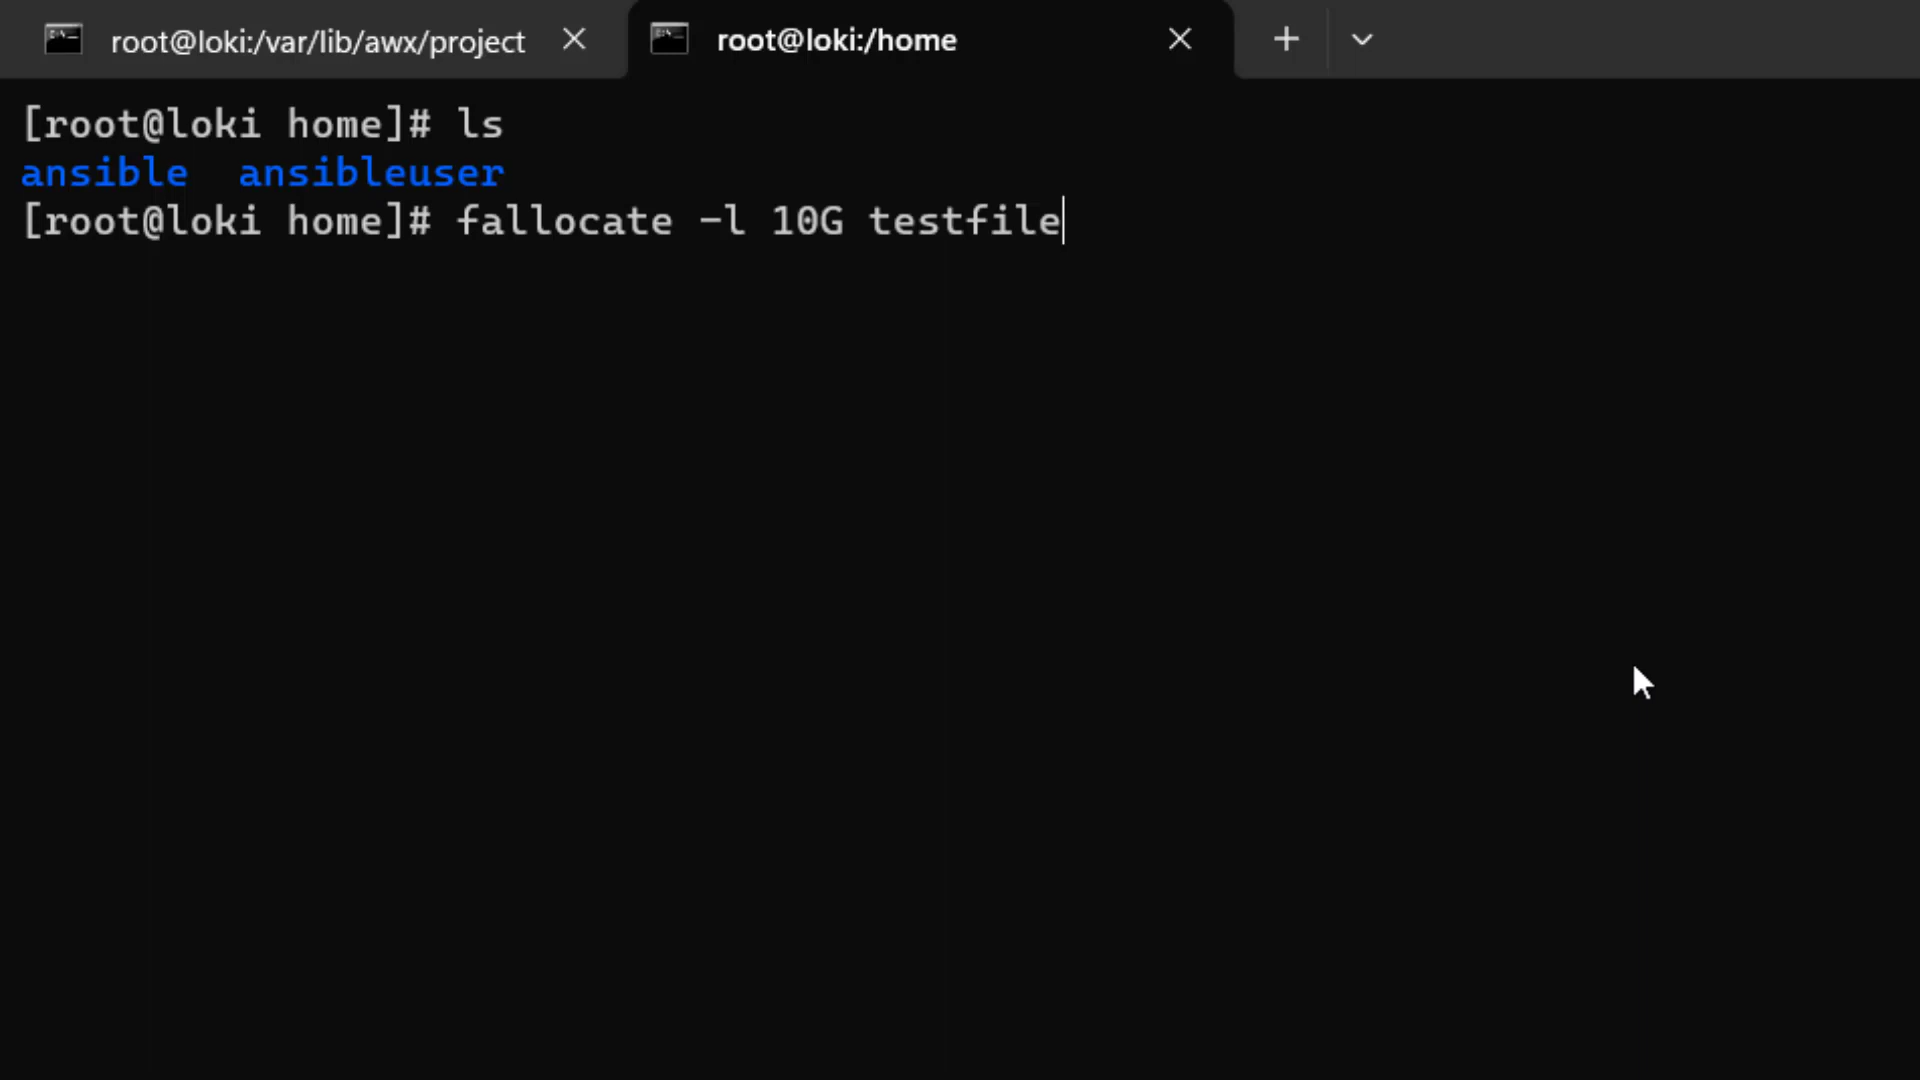 root@loki:/var/lib/awx/project
root@loki:/home
[root@loki home]# ls
ansible  ansibleuser
[root@loki home]# fallocate -l 10G testfile